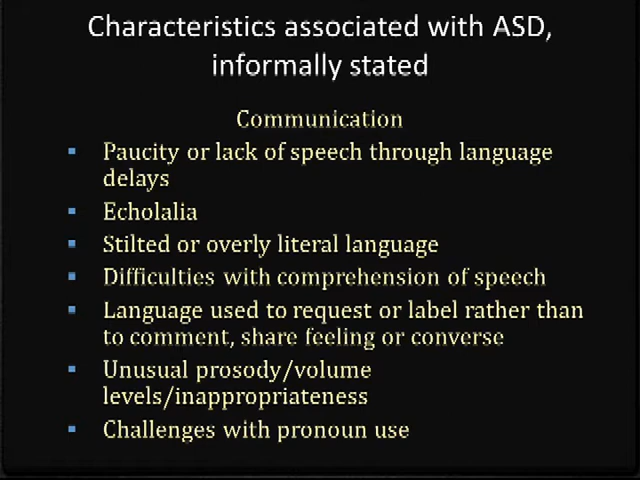 Characteristics associated with ASD,
informally stated
Communication
▪ Paucity or lack of speech through language
delays
▪ Echolalia
▪ Stilted or overly literal language
▪ Difficulties with comprehension of speech
▪ Language used to request or label rather than
to comment, share feeling or converse
▪ Unusual prosody/volume
levels/inappropriateness
▪ Challenges with pronoun use